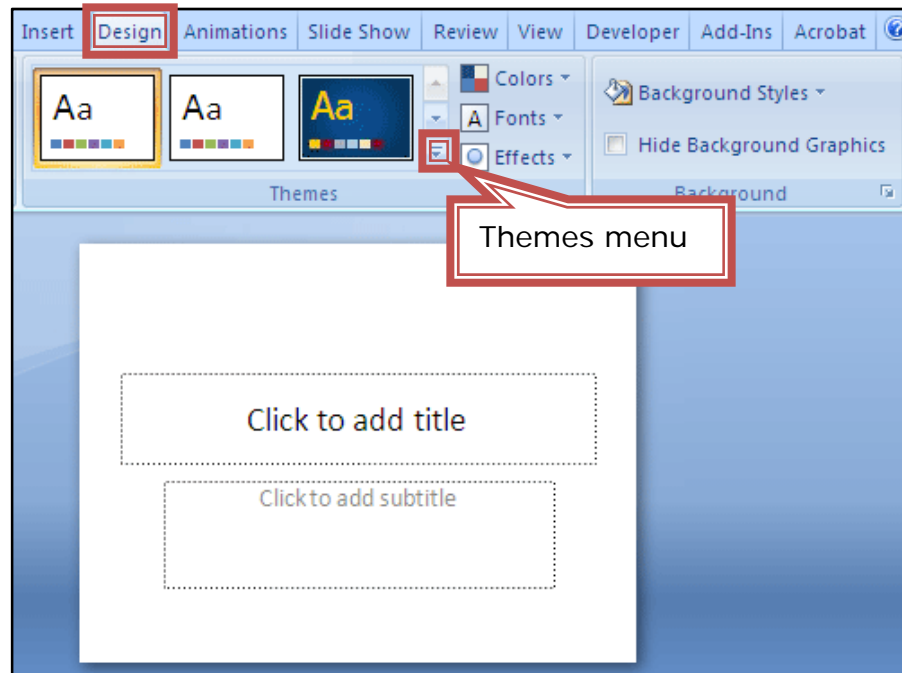 Insert Design Animations Slide Show Review View Developer Add-Ins Acrobat
Aa Aa Aa Colors Background Styles
A Fonts Hide Background Graphics
Effects
Themes Background
Themes menu
Click to add title
Click to add subtitle